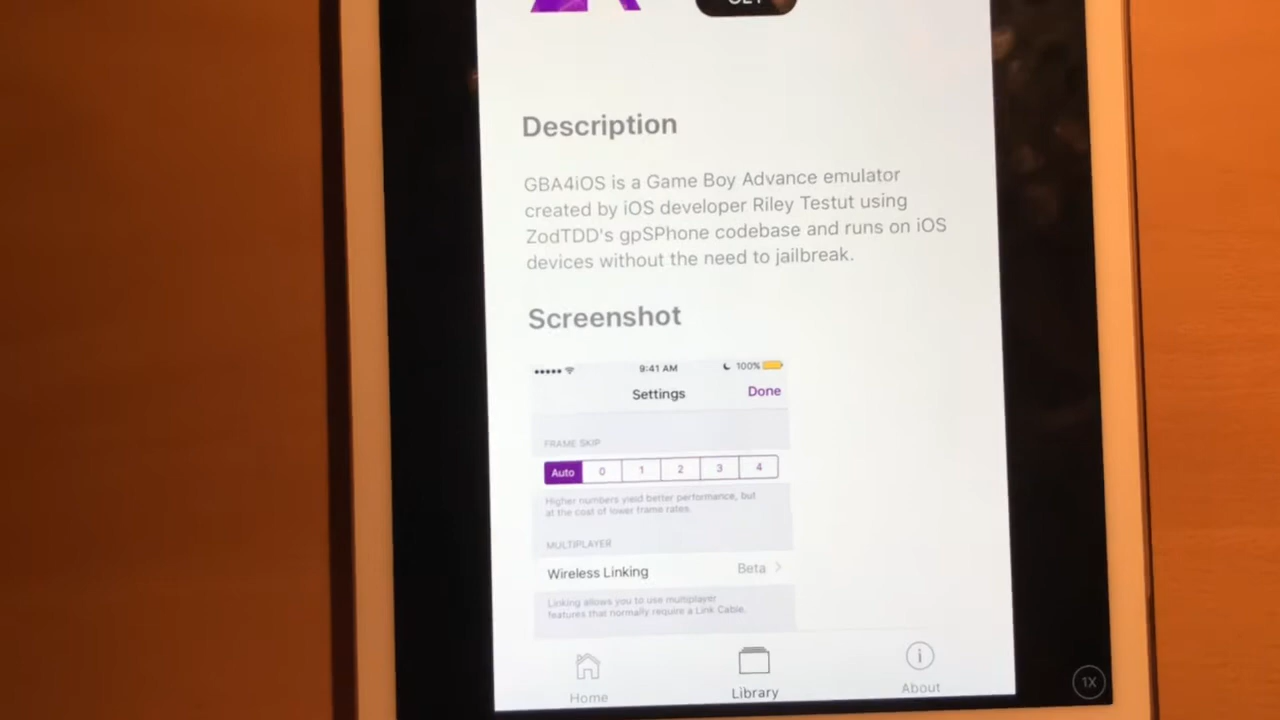 GET
Description
GBA4iOS is a Game Boy Advance emulator
created by iOS developer Riley Testut using
ZodTDD's gpSPhone codebase and runs on iOS
devices without the need to jailbreak.
Screenshot
9:41 AM 100%
Settings Done
FRAME SKIP
Auto 0 1 2 3 4
Higher numbers yield better performance, but
at the cost of lower frame rates.
MULTIPLAYER
Wireless Linking Beta
Linking allows you to use multiplayer
features that normally require a Link Cable.
Home Library About
1X